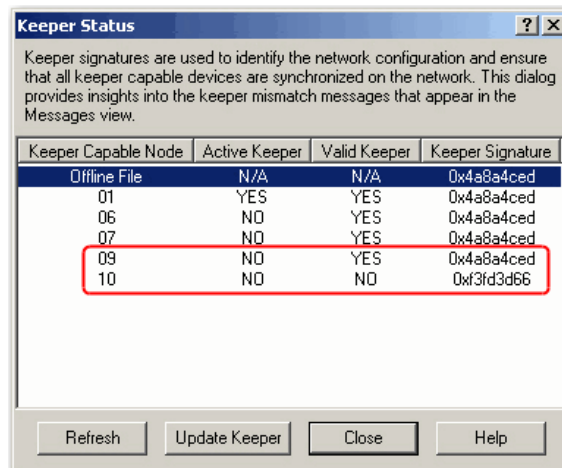 Keeper Status
Keeper signatures are used to identify the network configuration and ensure
that all keeper capable devices are synchronized on the network. This dialog
provides insights into the keeper mismatch messages that appear in the
Messages view.
Keeper Capable Node Active Keeper Valid Keeper Keeper Signature
Offline File N/A N/A 0x4a8a4ced
01 YES YES 0x4a8a4ced
06 NO YES 0x4a8a4ced
07 NO YES 0x4a8a4ced
09 NO YES 0x4a8a4ced
10 NO NO 0xf3fd3d66
Refresh Update Keeper Close Help